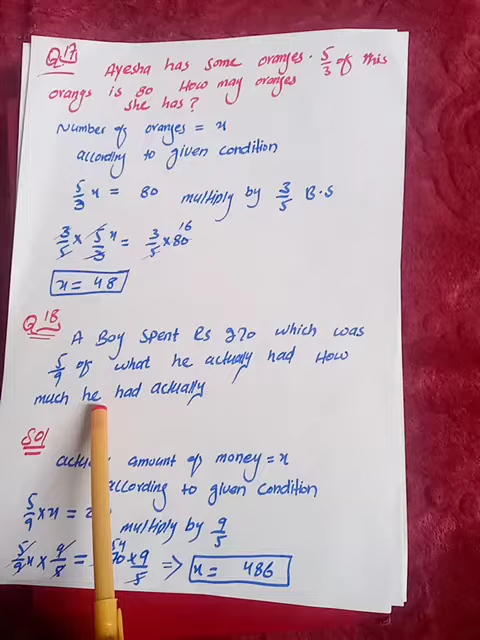 Q.17 Ayesha has some oranges. 5/3 of this
orangs is 80 How may oranges
she has?
Number of oranges = x
according to given condition
5/3 x = 80 multiply by 3/5 B.S
3/5 × 5/3 x = 3/5 × 80 16
x = 48
Q.18
A Boy spent Rs 270 which was
5/9 of what he actually had How
much he had actually
Sol
amount of money = x
according to given condition
5/9 × x =
multiply by 9/5
5/9 x × 9/5 = 54 × 9/5 => x = 486